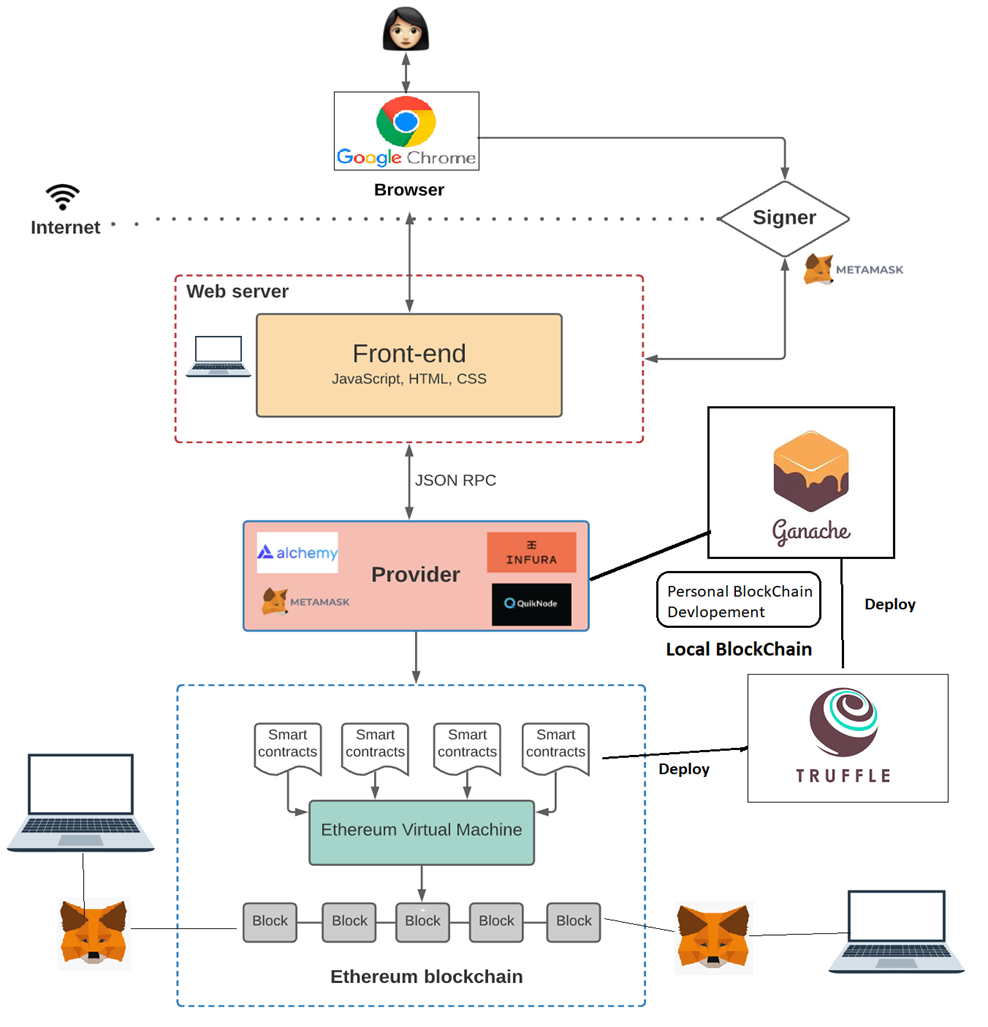 Google Chrome
Browser
Internet
Signer
METAMASK
Web server
Front-end
JavaScript, HTML, CSS
JSON RPC
Ganache
alchemy
INFURA
Provider
METAMASK
QuikNode
Personal BlockChain
Devlopement
Deploy
Local BlockChain
Smart
contracts
Smart
contracts
Smart
contracts
Smart
contracts
Deploy
TRUFFLE
Ethereum Virtual Machine
Block
Block
Block
Block
Block
Ethereum blockchain